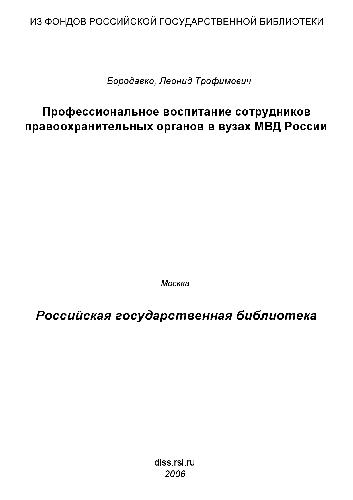 ИЗ ФОНДОВ РОССИЙСКОЙ ГОСУДАРСТВЕННОЙ БИБЛИОТЕКИ
Бородавко, Леонид Трофимович
Профессиональное воспитание сотрудников
правоохранительных органов в вузах МВД России
Москва
Российская государственная библиотека
diss.rsl.ru
2006